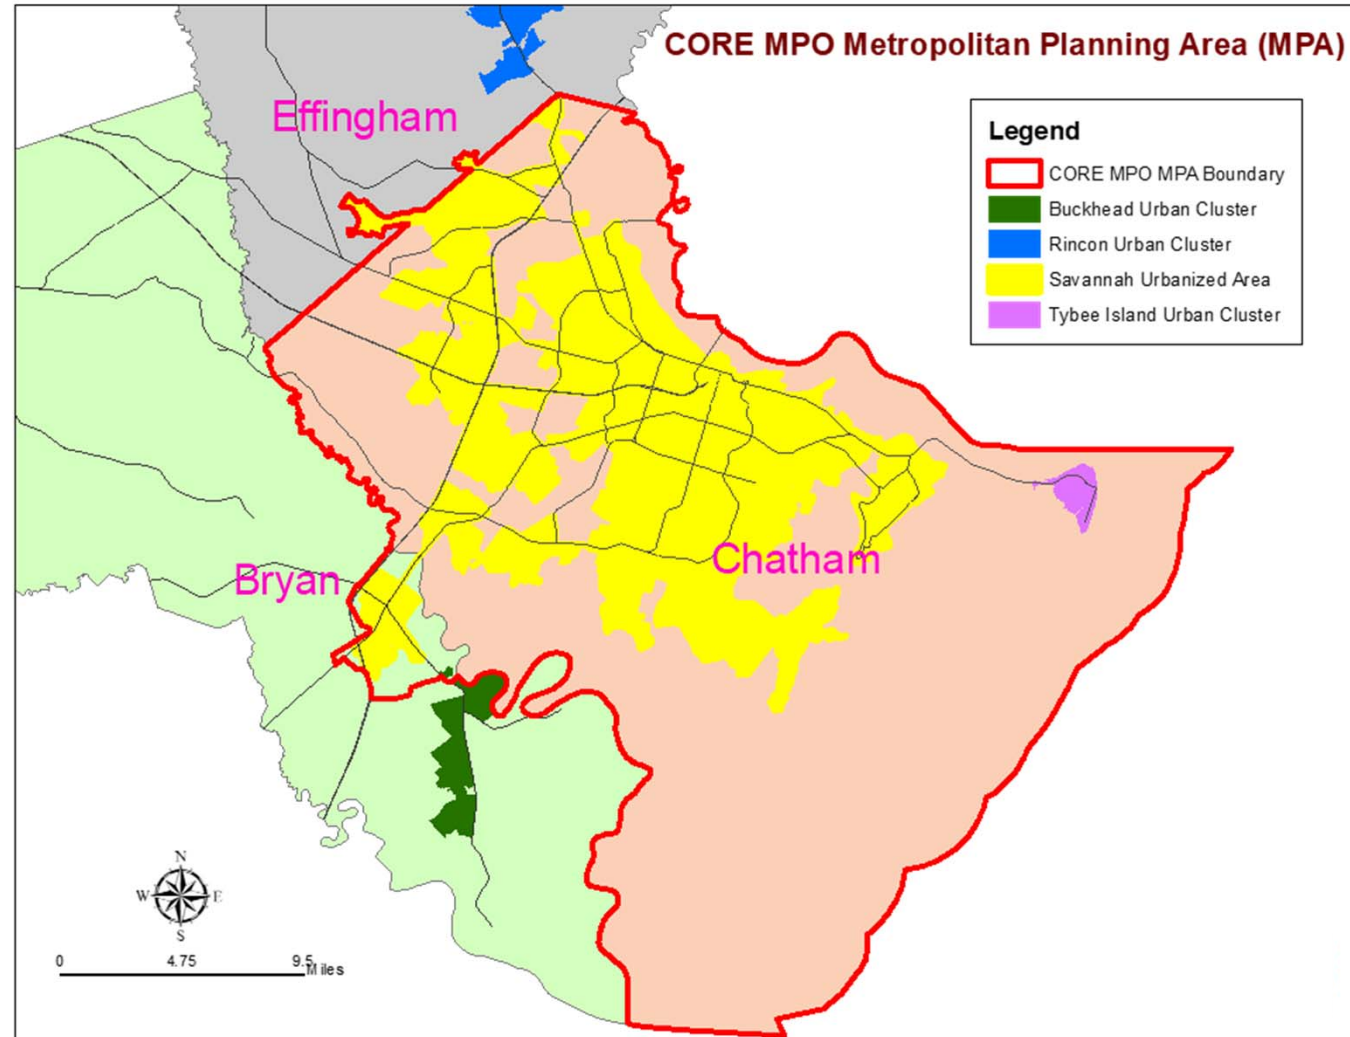 CORE MPO Metropolitan Planning Area (MPA)
Effingham
Legend
CORE MPO MPA Boundary
Buckhead Urban Cluster
Rincon Urban Cluster
Savannah Urbanized Area
Tybee Island Urban Cluster
Chatham
Bryan
N
W E
S
0 4.75 9.5 Miles